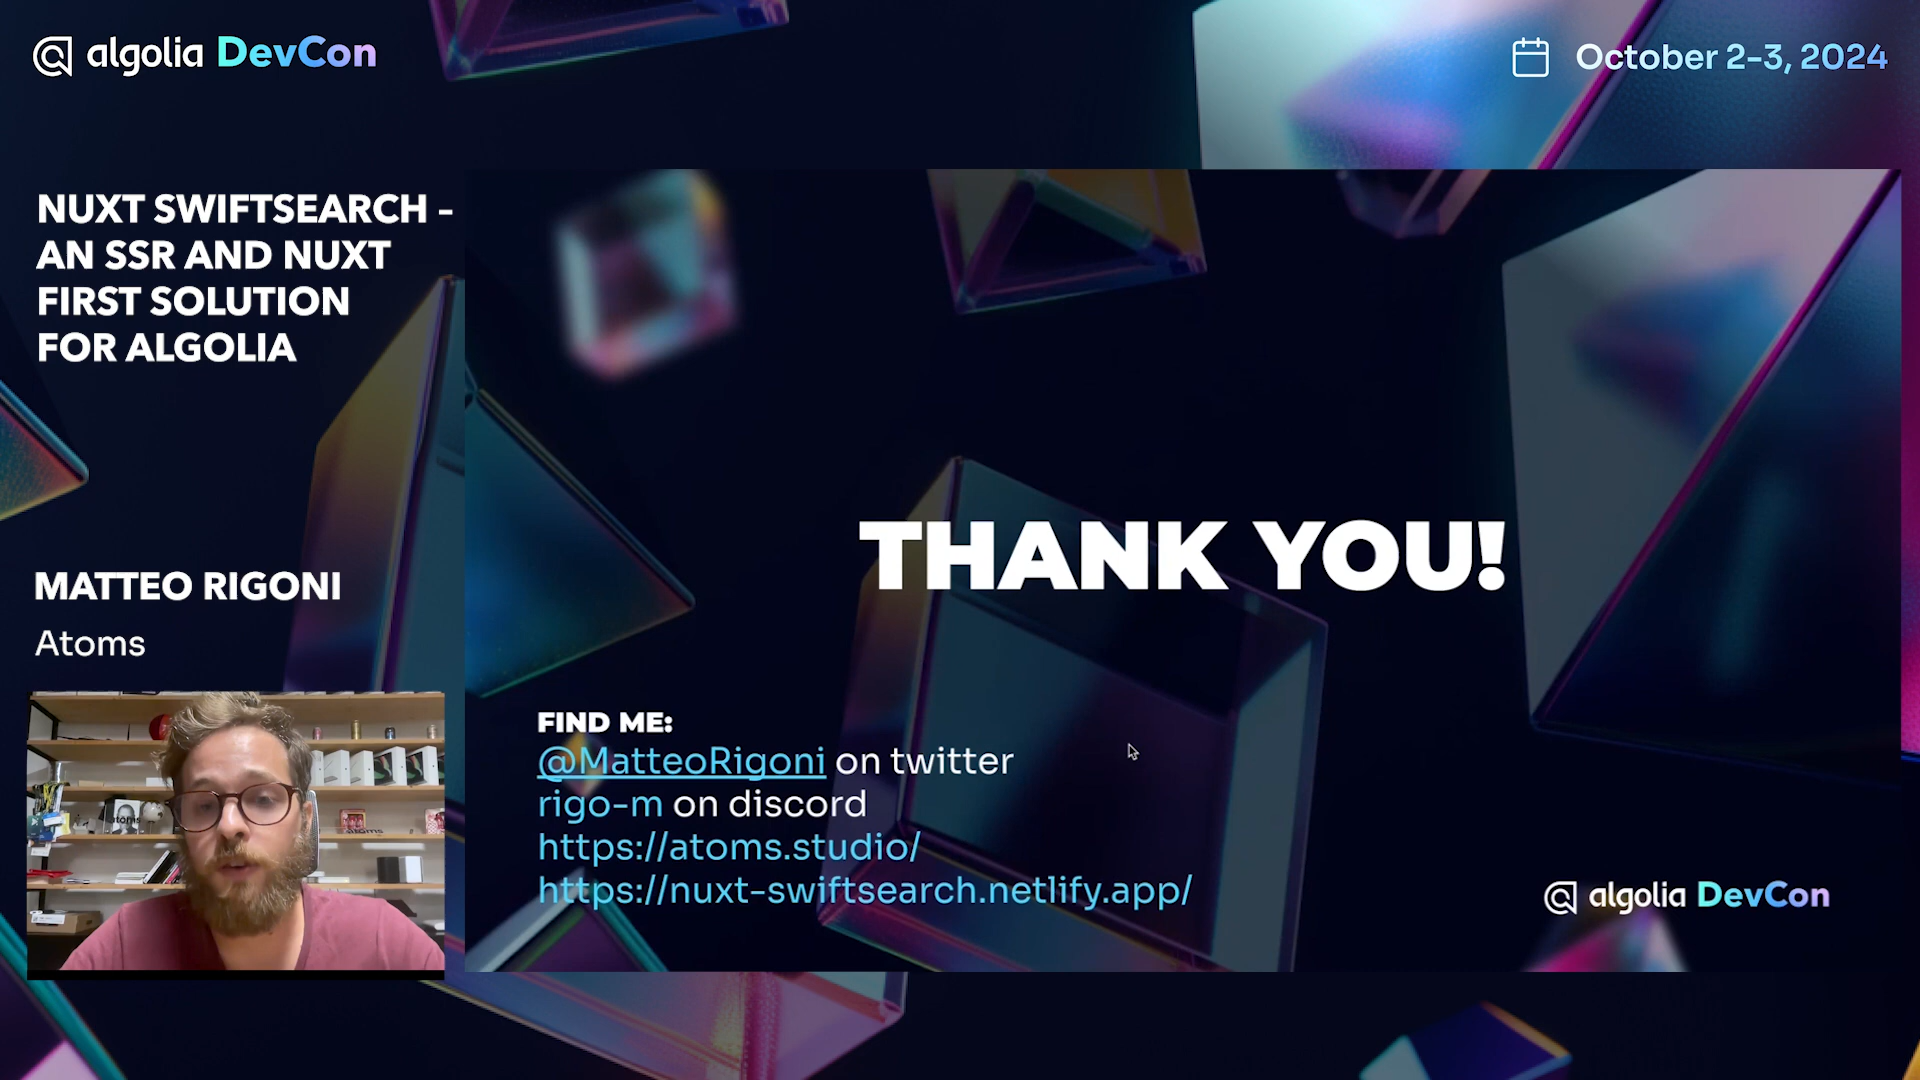 algolia DevCon
October 2-3, 2024
NUXT SWIFTSEARCH -
AN SSR AND NUXT
FIRST SOLUTION
FOR ALGOLIA
MATTEO RIGONI
Atoms
THANK YOU!
FIND ME:
@MatteoRigoni on twitter
rigo-m on discord
https://atoms.studio/
https://nuxt-swiftsearch.netlify.app/
algolia DevCon
atoms
atoms